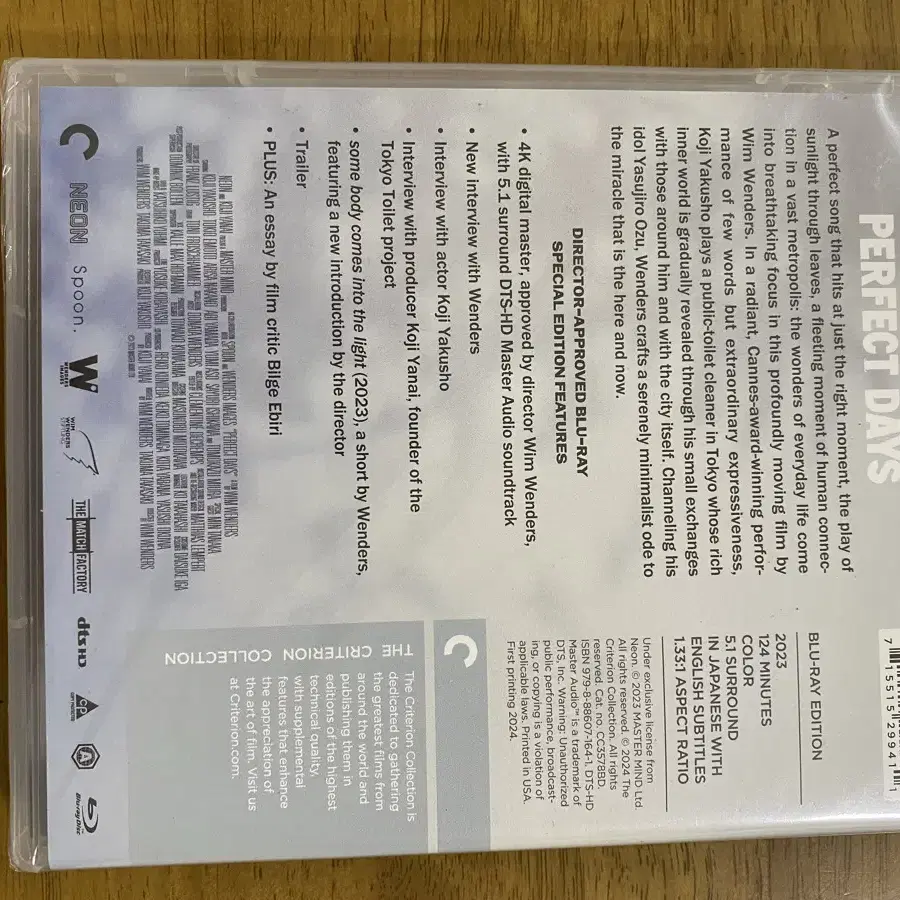 PERFECT DAYS
A perfect song that hits at just the right moment, the play of
sunlight through leaves, a fleeting moment of human connec-
tion in a vast metropolis: the wonders of everyday life come
into breathtaking focus in this profoundly moving film by
Wim Wenders. In a radiant, Cannes-award-winning perfor-
mance of few words but extraordinary expressiveness,
Koji Yakusho plays a public-toilet cleaner in Tokyo whose rich
inner world is gradually revealed through his small exchanges
with those around him and with the city itself. Channeling his
idol Yasujiro Ozu, Wenders crafts a serenely minimalist ode to
the miracle that is the here and now.
DIRECTOR-APPROVED BLU-RAY
SPECIAL EDITION FEATURES
• 4K digital master, approved by director Wim Wenders,
with 5.1 surround DTS-HD Master Audio soundtrack
• New interview with Wenders
• Interview with actor Koji Yakusho
• Interview with producer Koji Yanai, founder of the
Tokyo Toilet project
• some body comes into the light (2023), a short by Wenders,
featuring a new introduction by the director
• Trailer
• PLUS: An essay by film critic Bilge Ebiri
NEON
Spoon.
W
WENDERS IMAGES
WIM WENDERS
THE MATCH FACTORY
dts HD
A
Blu-ray Disc
7 15515 29941 1
BLU-RAY EDITION
2023
124 MINUTES
COLOR
5.1 SURROUND
IN JAPANESE WITH
ENGLISH SUBTITLES
1.33:1 ASPECT RATIO
Under exclusive license from
Neon. © 2023 MASTER MIND Ltd.
All rights reserved. © 2024 The
Criterion Collection. All rights
reserved. Cat. no. CC3578BD.
ISBN 979-8-88607-164-1. DTS-HD
Master Audio™ is a trademark of
DTS, Inc. Warning: Unauthorized
public performance, broadcast-
ing, or copying is a violation of
applicable laws. Printed in USA.
First printing 2024.
THE CRITERION COLLECTION
The Criterion Collection is
dedicated to gathering
the greatest films from
around the world and
publishing them in
editions of the highest
technical quality,
with supplemental
features that enhance
the appreciation of
the art of film. Visit us
at Criterion.com.